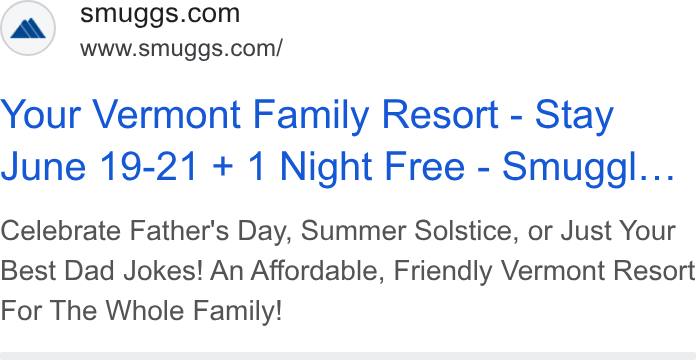 smuggs.com
www.smuggs.com/
Your Vermont Family Resort - Stay
June 19-21 + 1 Night Free - Smuggl…
Celebrate Father's Day, Summer Solstice, or Just Your
Best Dad Jokes! An Affordable, Friendly Vermont Resort
For The Whole Family!